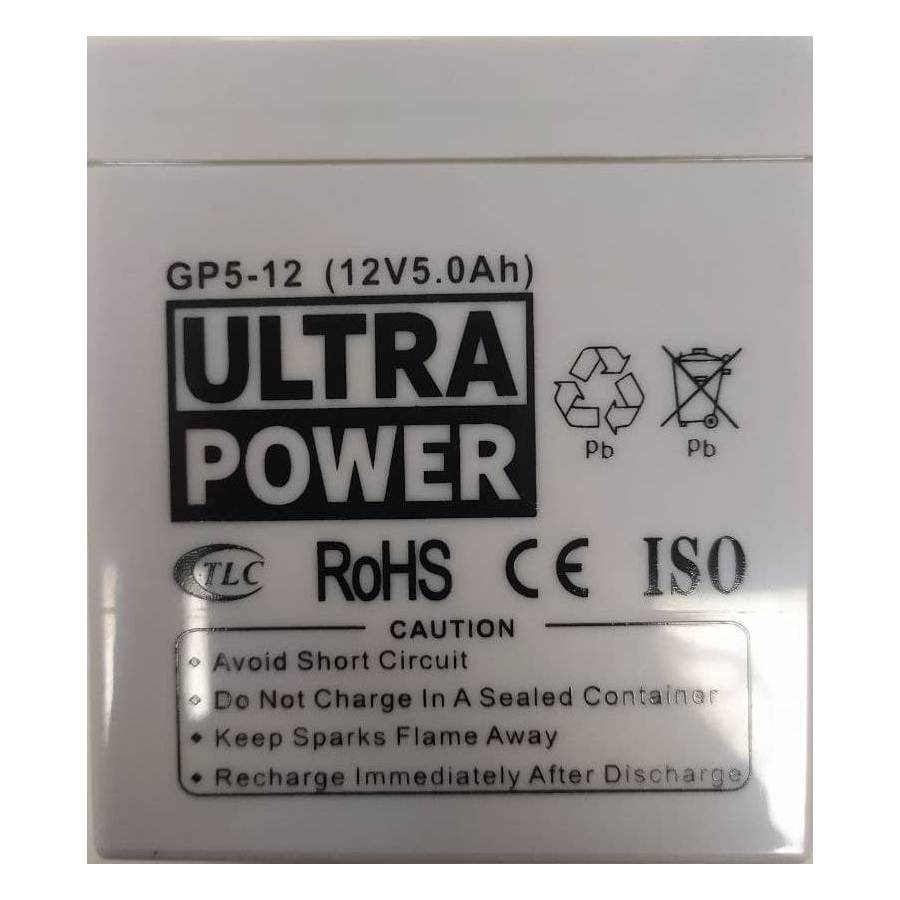 GP5-12 (12V5.0Ah)
ULTRA
POWER
Pb Pb
TLC RoHS CE ISO
CAUTION
Avoid Short Circuit
Do Not Charge In A Sealed Container
Keep Sparks Flame Away
Recharge Immediately After Discharge